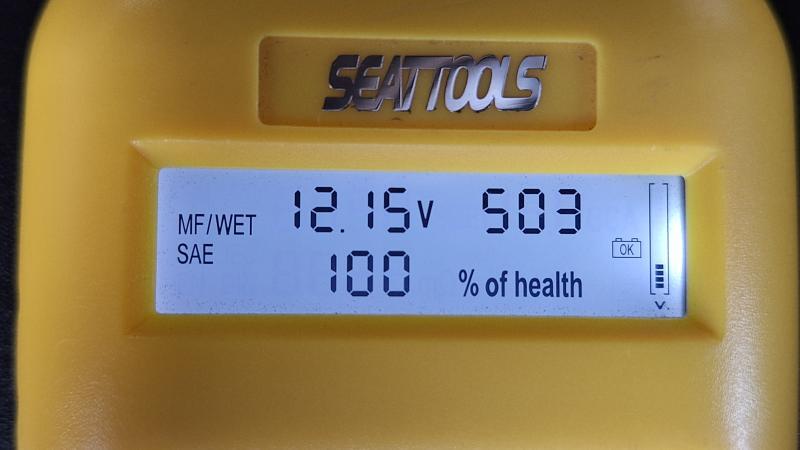 SEATTOOLS
MF/WET 12.15V 503
SAE
OK
100 % of health
V